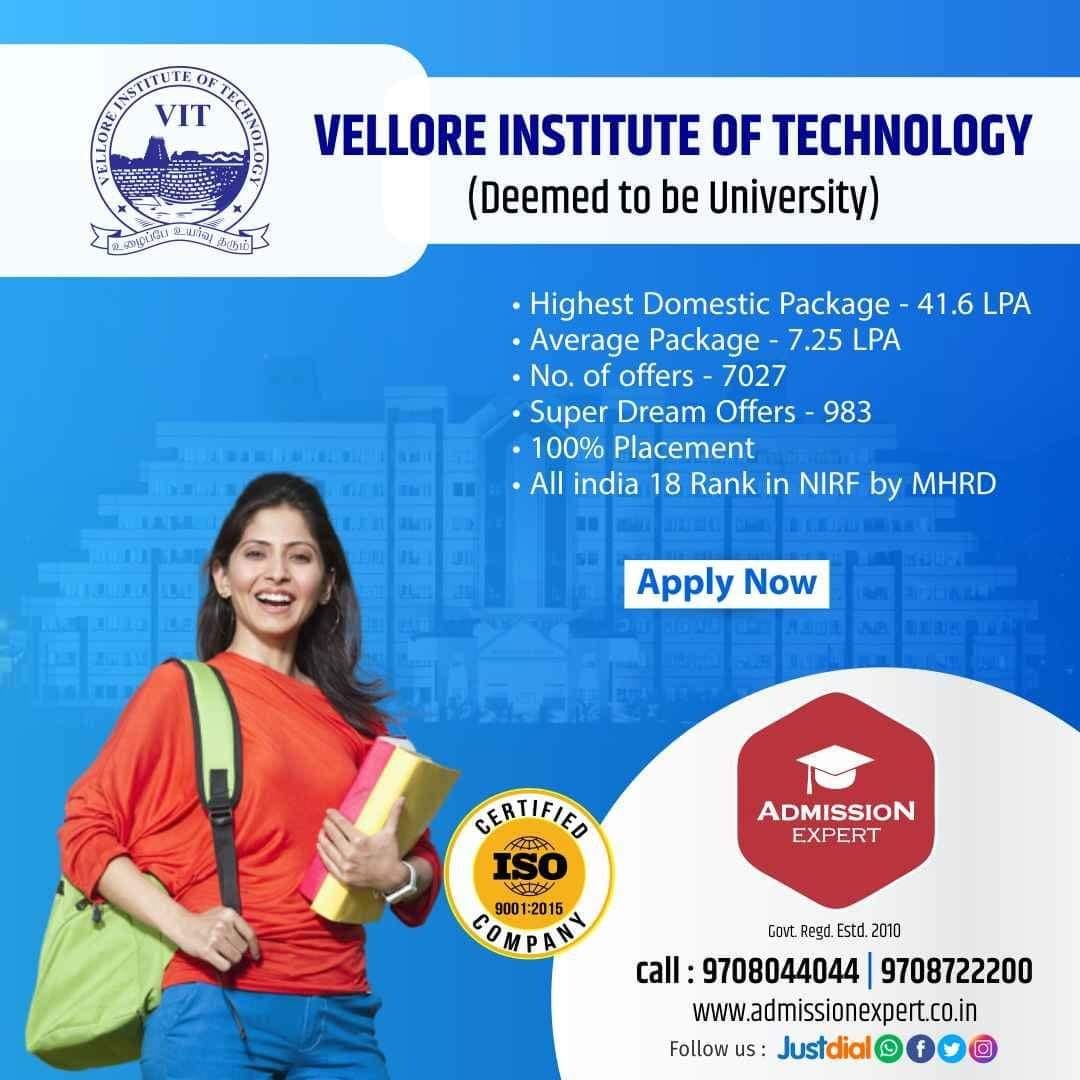 VELLORE INSTITUTE OF TECHNOLOGY
VIT
உழைப்பே உயர்வு தரும்
VELLORE INSTITUTE OF TECHNOLOGY
(Deemed to be University)
• Highest Domestic Package - 41.6 LPA
• Average Package - 7.25 LPA
• No. of offers - 7027
• Super Dream Offers - 983
• 100% Placement
• All india 18 Rank in NIRF by MHRD
Apply Now
CERTIFIED
ISO
9001:2015
COMPANY
ADMISSION
EXPERT
Govt. Regd. Estd. 2010
call : 9708044044 | 9708722200
www.admissionexpert.co.in
Follow us : Justdial